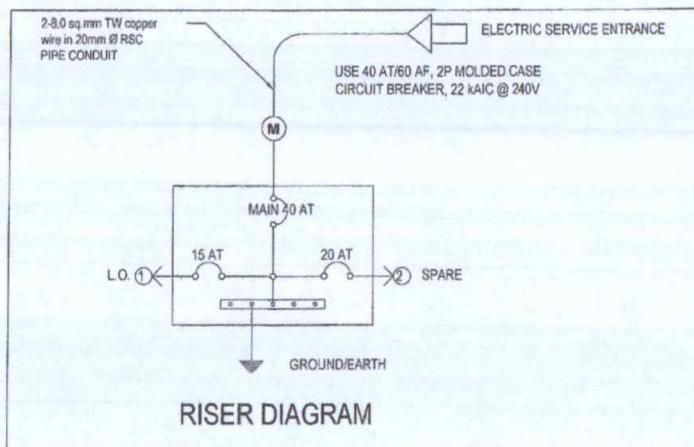 2-8.0 sq.mm TW copper
wire in 20mm Ø RSC
PIPE CONDUIT
ELECTRIC SERVICE ENTRANCE
USE 40 AT/60 AF, 2P MOLDED CASE
CIRCUIT BREAKER, 22 kAIC @ 240V
M
MAIN 40 AT
15 AT
20 AT
L.O. 1
2 SPARE
GROUND/EARTH
RISER DIAGRAM